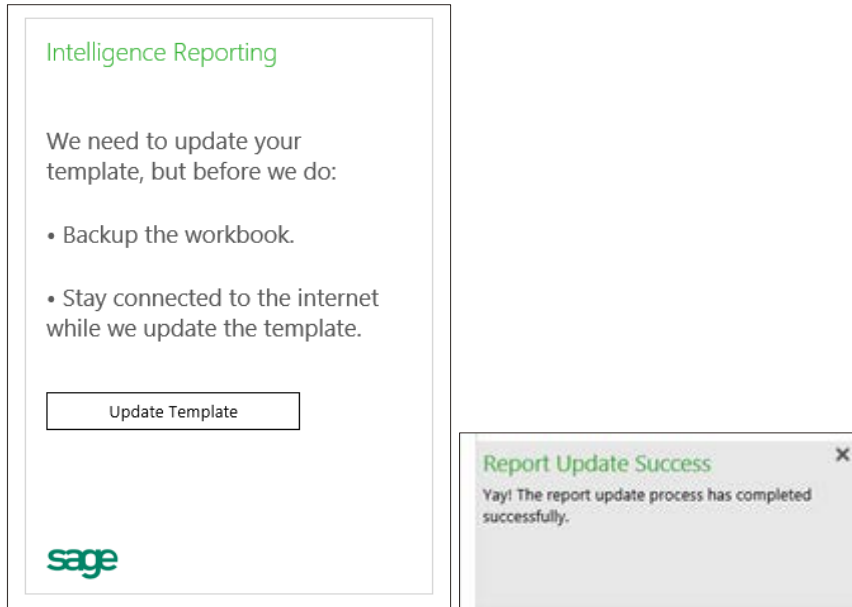 Intelligence Reporting
We need to update your
template, but before we do:
• Backup the workbook.
• Stay connected to the internet
while we update the template.
Update Template
sage
Report Update Success
Yay! The report update process has completed
successfully.